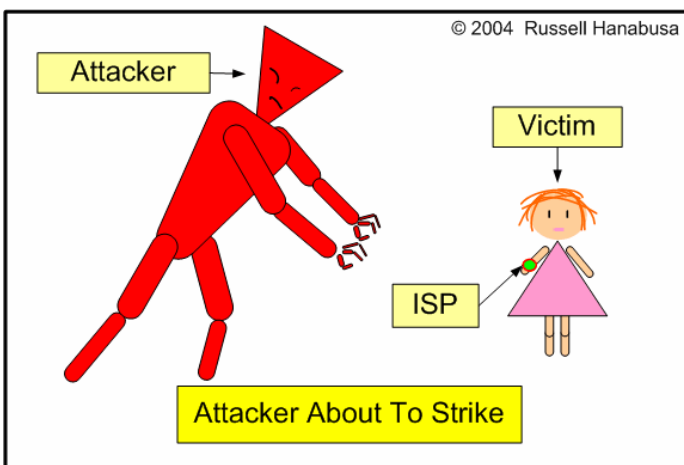 © 2004 Russell Hanabusa
Attacker
Victim
ISP
Attacker About To Strike